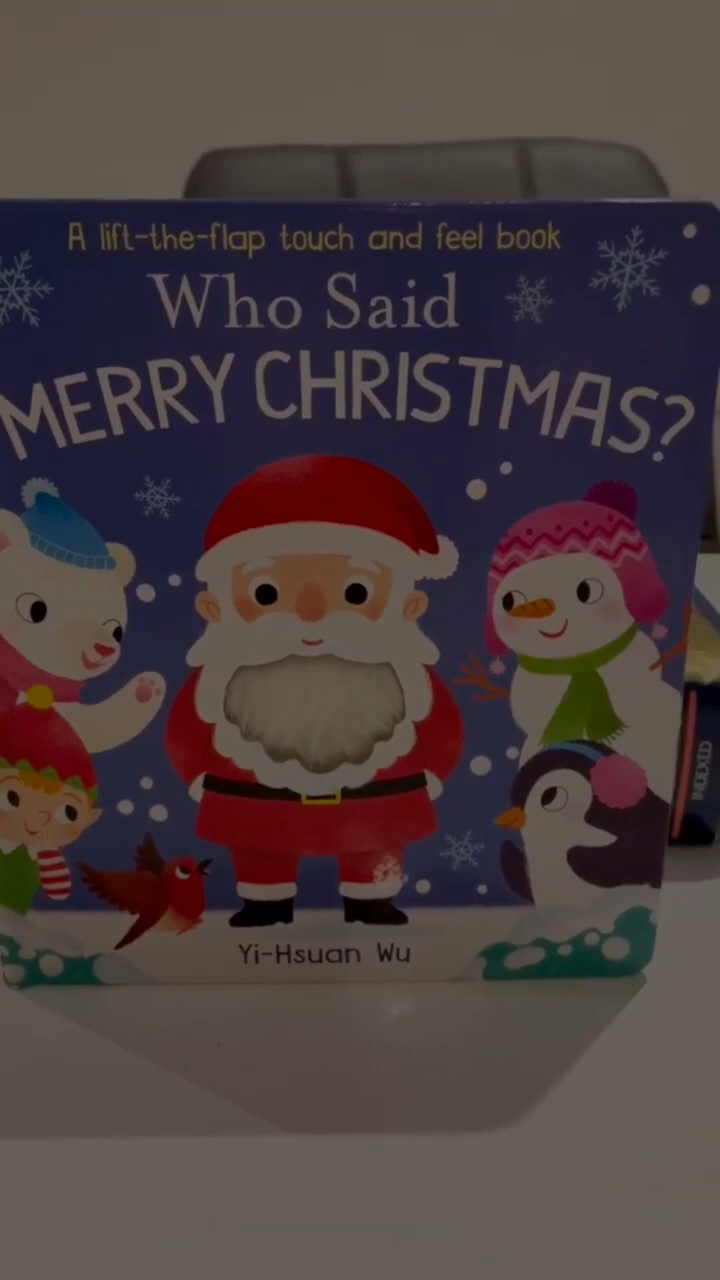 A lift-the-flap touch and feel book
Who Said
MERRY CHRISTMAS?
Yi-Hsuan Wu